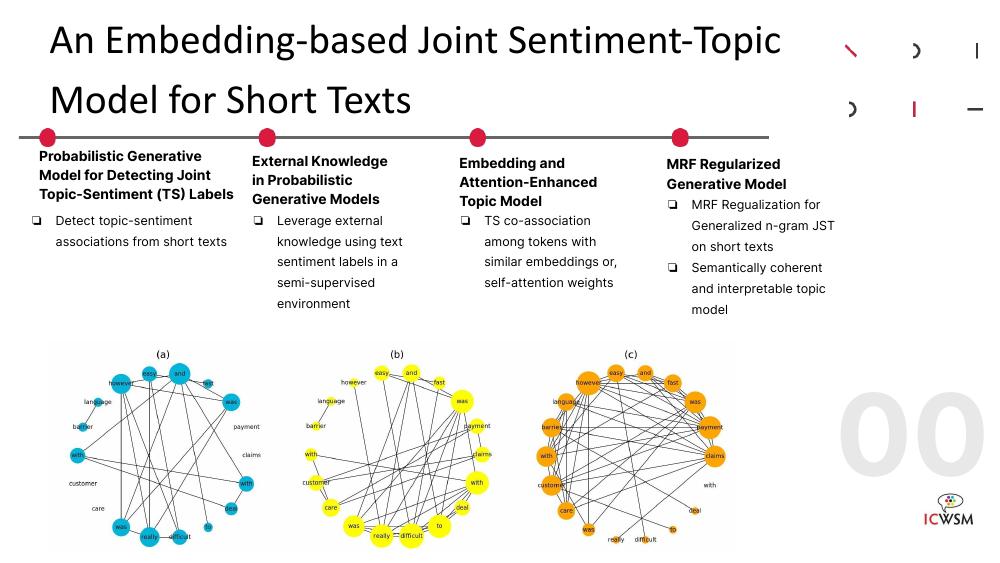 An Embedding-based Joint Sentiment-Topic
Model for Short Texts
Probabilistic Generative
Model for Detecting Joint
Topic-Sentiment (TS) Labels
❏ Detect topic-sentiment
associations from short texts
External Knowledge
in Probabilistic
Generative Models
❏ Leverage external
knowledge using text
sentiment labels in a
semi-supervised
environment
Embedding and
Attention-Enhanced
Topic Model
❏ TS co-association
among tokens with
similar embeddings or,
self-attention weights
MRF Regularized
Generative Model
❏ MRF Regualization for
Generalized n-gram JST
on short texts
❏ Semantically coherent
and interpretable topic
model
(a)
however
easy
and
fast
language
was
barrier
payment
with
claims
customer
with
care
deal
was
really
difficult
to
(b)
easy
and
however
fast
language
was
barrier
payment
with
claims
customer
with
care
deal
was
really
difficult
to
(c)
easy
and
however
fast
language
was
barrier
payment
with
claims
customer
with
care
deal
was
really
difficult
to
00
ICWSM